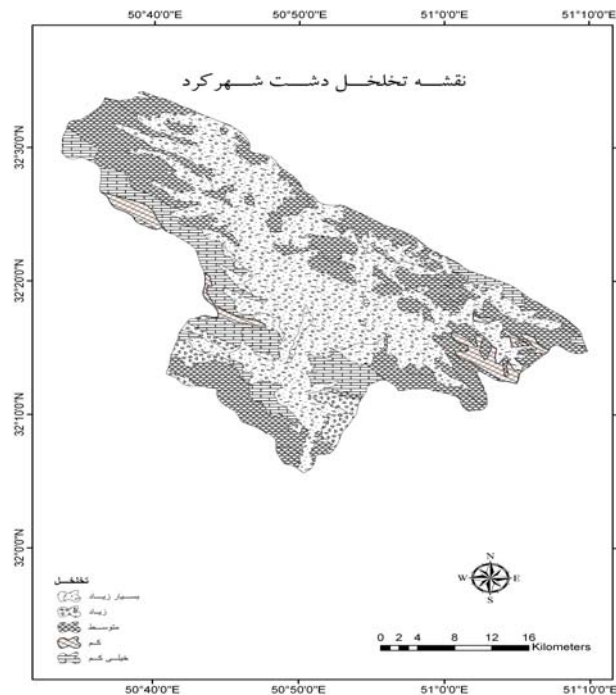 50°40'0"E 50°50'0"E 51°0'0"E 51°10'0"E
نقشه تخلخل دشت شهركرد
32°30'0"N
32°20'0"N
32°10'0"N
32°0'0"N
تخلخل
بسیار زیاد
زیاد
متوسط
کم
خیلی کم
N
W E
S
0 2 4 8 12 16
Kilometers
50°40'0"E 50°50'0"E 51°0'0"E 51°10'0"E